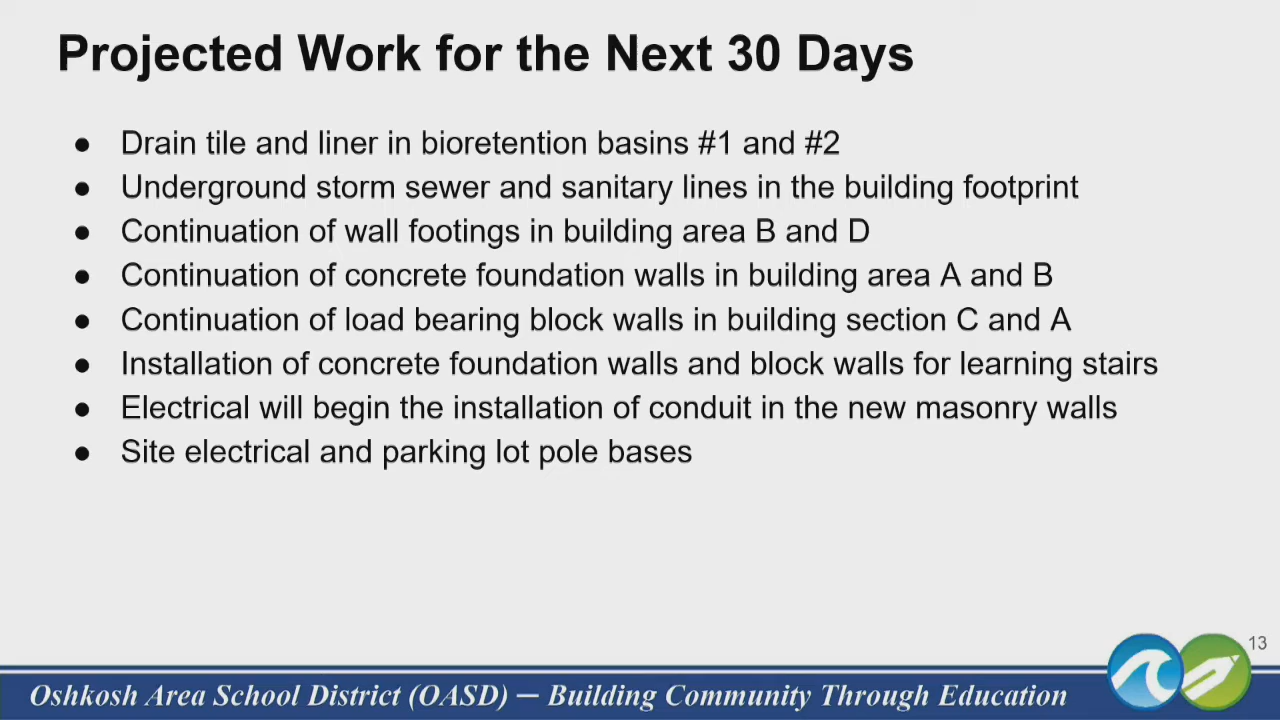 Projected Work for the Next 30 Days
● Drain tile and liner in bioretention basins #1 and #2
● Underground storm sewer and sanitary lines in the building footprint
● Continuation of wall footings in building area B and D
● Continuation of concrete foundation walls in building area A and B
● Continuation of load bearing block walls in building section C and A
● Installation of concrete foundation walls and block walls for learning stairs
● Electrical will begin the installation of conduit in the new masonry walls
● Site electrical and parking lot pole bases
13
Oshkosh Area School District (OASD) — Building Community Through Education